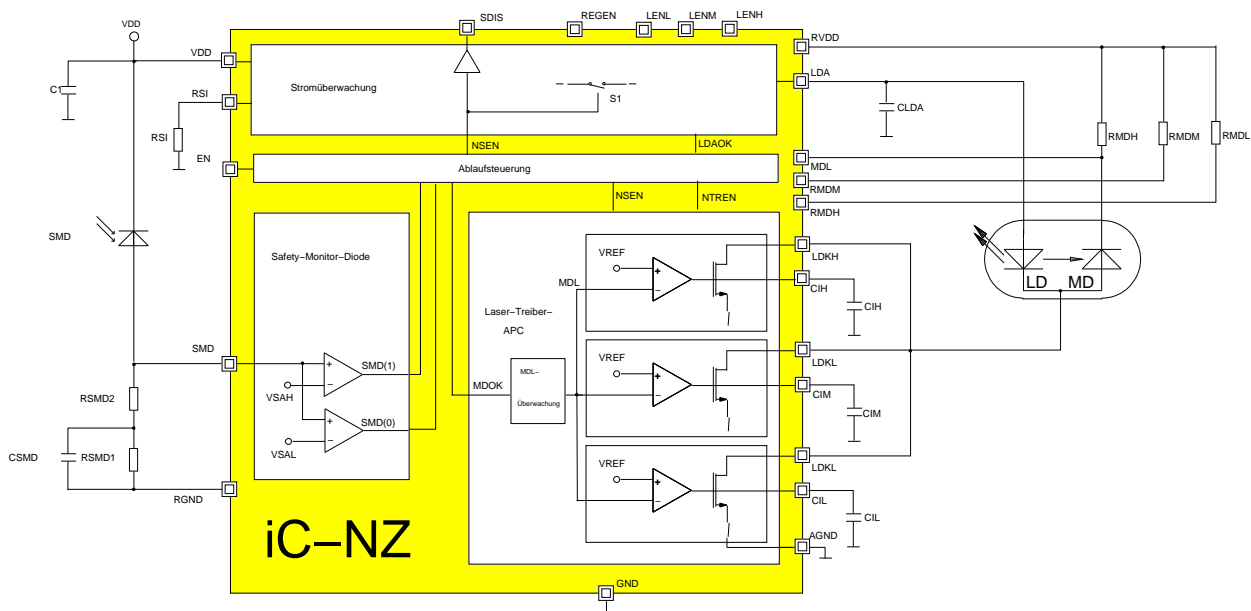 SDIS
REGEN
LENL
LENM
LENH
VDD
VDD
RVDD
LDA
C1
RSI
RSI
Stromüberwachung
S1
CLDA
RMDH
RMDM
RMDL
NSEN
LDAOK
EN
Ablaufsteuerung
MDL
RMDM
RMDH
NSEN
NTREN
SMD
Safety–Monitor–Diode
VREF
LDKH
MDL
CIH
CIH
LD
MD
Laser–Treiber–
APC
SMD
SMD(1)
VSAH
VREF
LDKL
MDOK
MDL–
Überwachung
CIM
CIM
RSMD2
SMD(0)
VSAL
CSMD
RSMD1
VREF
LDKL
RGND
CIL
CIL
iC–NZ
AGND
GND